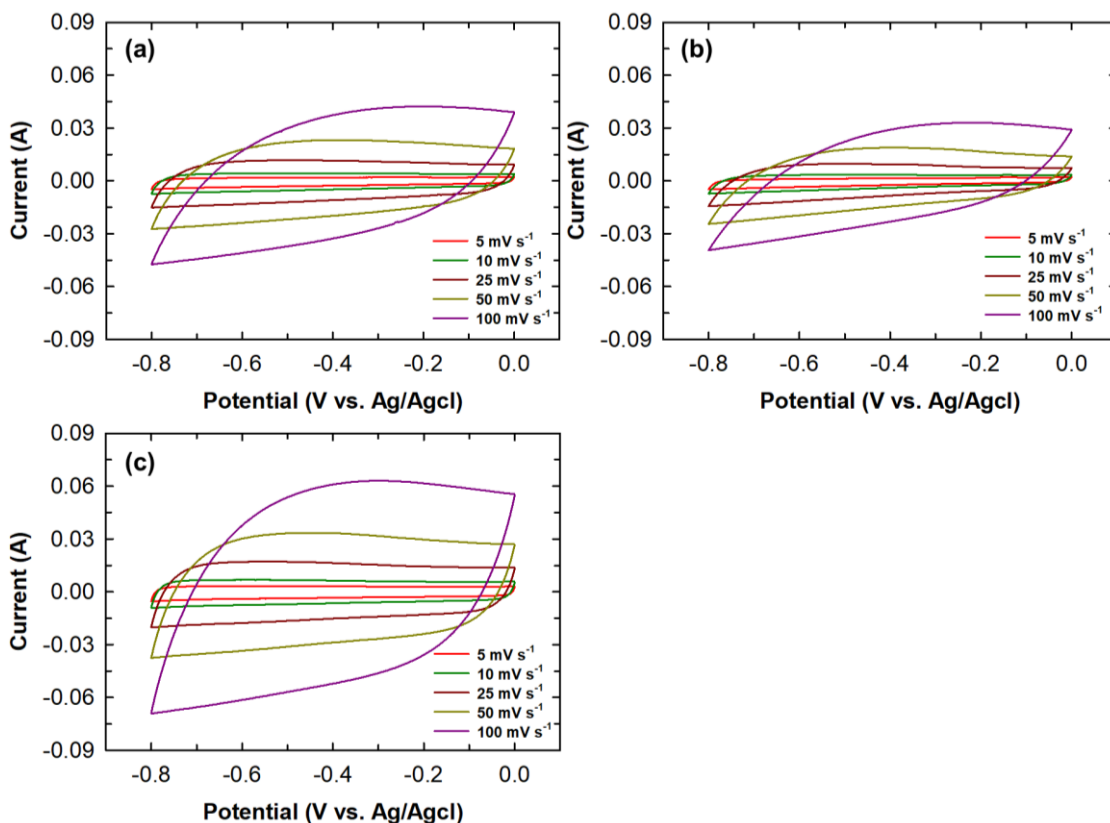 (a)
0.09
0.06
0.03
0.00
-0.03
-0.06
-0.09
Current (A)
5 mV s⁻¹
10 mV s⁻¹
25 mV s⁻¹
50 mV s⁻¹
100 mV s⁻¹
-0.8 -0.6 -0.4 -0.2 0.0
Potential (V vs. Ag/Agcl)
(b)
0.09
0.06
0.03
0.00
-0.03
-0.06
-0.09
Current (A)
5 mV s⁻¹
10 mV s⁻¹
25 mV s⁻¹
50 mV s⁻¹
100 mV s⁻¹
-0.8 -0.6 -0.4 -0.2 0.0
Potential (V vs. Ag/Agcl)
(c)
0.09
0.06
0.03
0.00
-0.03
-0.06
-0.09
Current (A)
5 mV s⁻¹
10 mV s⁻¹
25 mV s⁻¹
50 mV s⁻¹
100 mV s⁻¹
-0.8 -0.6 -0.4 -0.2 0.0
Potential (V vs. Ag/Agcl)